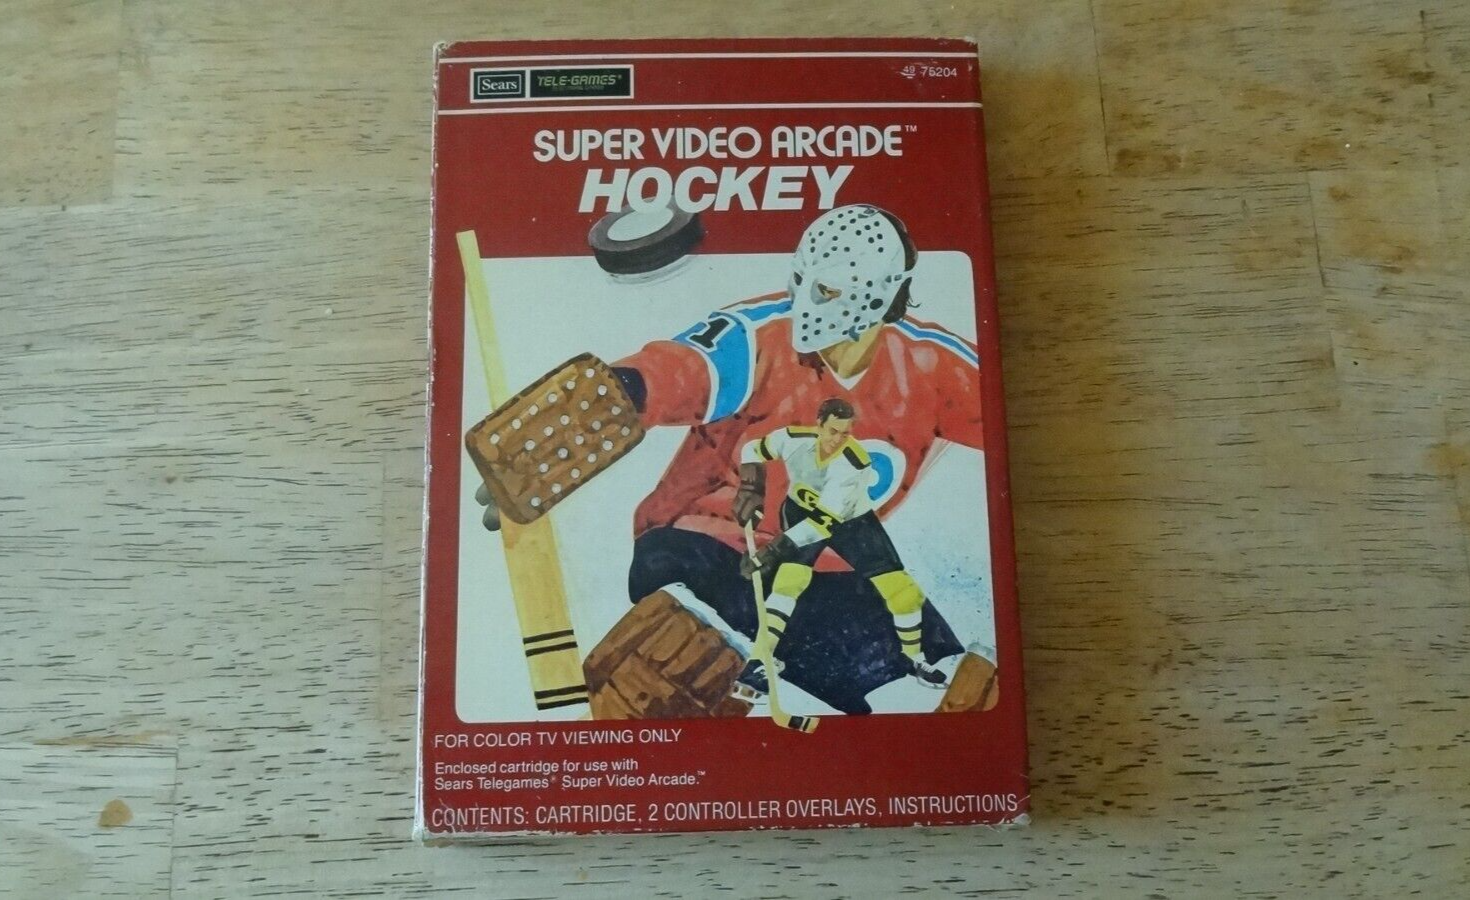 Sears
TELE-GAMES®
49 75204
SUPER VIDEO ARCADE™
HOCKEY
1
FOR COLOR TV VIEWING ONLY
Enclosed cartridge for use with
Sears Telegames® Super Video Arcade.™
CONTENTS: CARTRIDGE, 2 CONTROLLER OVERLAYS, INSTRUCTIONS